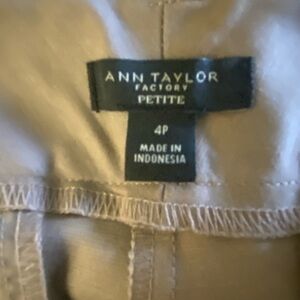 ANN TAYLOR
FACTORY
PETITE
4P
MADE IN
INDONESIA